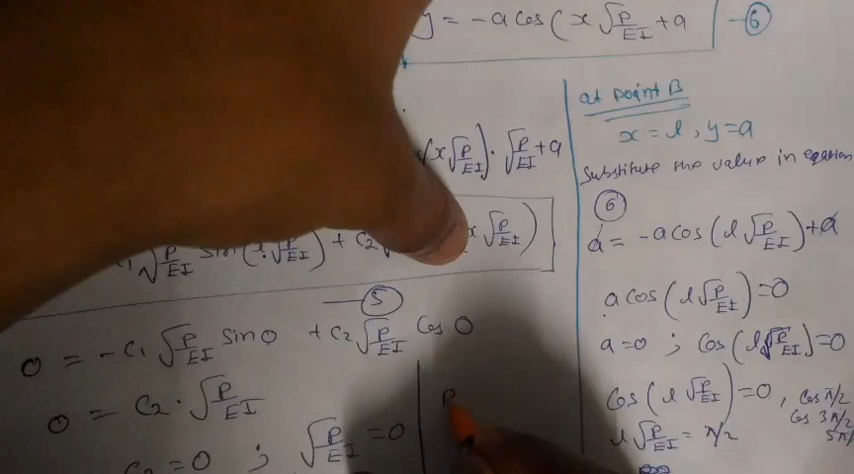 y = -a cos(x√P/EI + a -⑥
(x√P/EI)·√P/EI + a
√P/EI sin(l·√P/EI) + C2 x√P/EI)
-⑤
0 = -C1 √P/EI sin0 + C2 √P/EI cos 0
0 = C2 · √P/EI
C2 = 0 ; √P/EI = 0
P
at point B
x = l, y = a
Substitute the value in equation
⑥
a = -a cos(l√P/EI) + a
a cos(l√P/EI) = 0
a = 0 ; cos(l√P/EI) = 0
cos(l√P/EI) = 0, cos π/2
cos 3π/2
5π/
l√P/EI = π/2